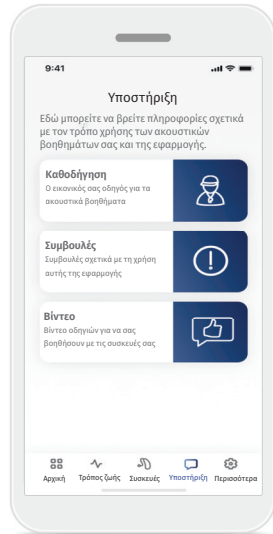 9:41
Υποστήριξη
Εδώ μπορείτε να βρείτε πληροφορίες σχετικά
με τον τρόπο χρήσης των ακουστικών
βοηθημάτων σας και της εφαρμογής.
Καθοδήγηση
Ο εικονικός σας οδηγός για τα
ακουστικά βοηθήματα
Συμβουλές
Συμβουλές σχετικά με τη χρήση
αυτής της εφαρμογής
Βίντεο
Βίντεο οδηγιών για να σας
βοηθήσουν με τις συσκευές σας
Αρχική Τρόπος ζωής Συσκευές Υποστήριξη Περισσότερα